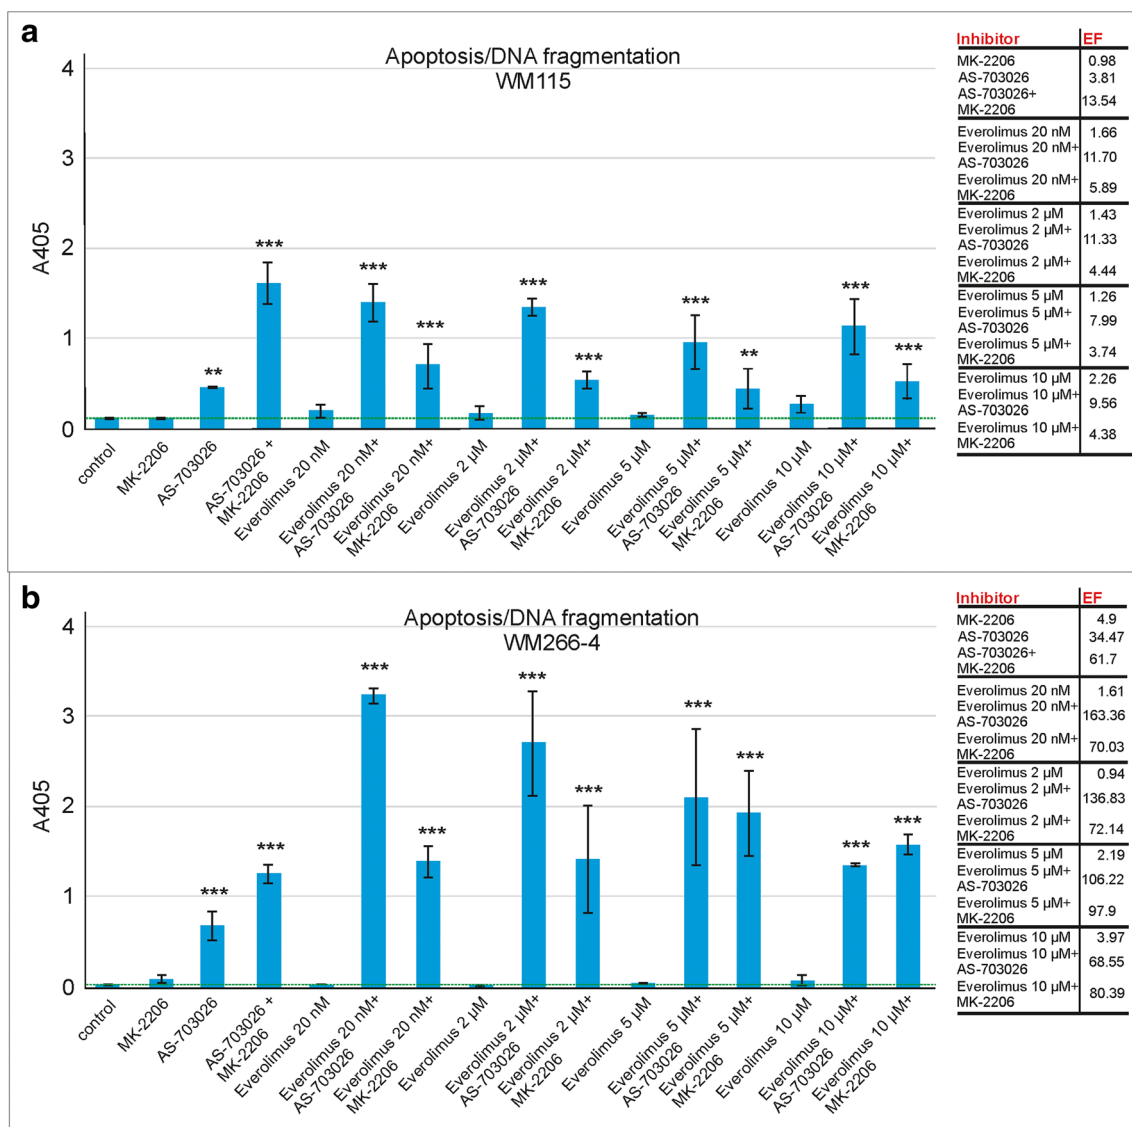 a
Apoptosis/DNA fragmentation
WM115
A405
4
3
2
1
0
***
***
***
***
***
***
***
***
**
**
control
MK-2206
AS-703026
AS-703026 +
MK-2206
Everolimus 20 nM
Everolimus 20 nM+
AS-703026
Everolimus 20 nM+
MK-2206
Everolimus 2 µM
Everolimus 2 µM+
AS-703026
Everolimus 2 µM+
MK-2206
Everolimus 5 µM
Everolimus 5 µM+
AS-703026
Everolimus 5 µM+
MK-2206
Everolimus 10 µM
Everolimus 10 µM+
AS-703026
Everolimus 10 µM+
MK-2206
Inhibitor EF
MK-2206 0.98
AS-703026 3.81
AS-703026+
MK-2206 13.54
Everolimus 20 nM 1.66
Everolimus 20 nM+
AS-703026 11.70
Everolimus 20 nM+
MK-2206 5.89
Everolimus 2 µM 1.43
Everolimus 2 µM+
AS-703026 11.33
Everolimus 2 µM+
MK-2206 4.44
Everolimus 5 µM 1.26
Everolimus 5 µM+
AS-703026 7.99
Everolimus 5 µM+
MK-2206 3.74
Everolimus 10 µM 2.26
Everolimus 10 µM+
AS-703026 9.56
Everolimus 10 µM+
MK-2206 4.38
b
Apoptosis/DNA fragmentation
WM266-4
A405
4
3
2
1
0
***
***
***
***
***
***
***
***
***
***
control
MK-2206
AS-703026
AS-703026 +
MK-2206
Everolimus 20 nM
Everolimus 20 nM+
AS-703026
Everolimus 20 nM+
MK-2206
Everolimus 2 µM
Everolimus 2 µM+
AS-703026
Everolimus 2 µM+
MK-2206
Everolimus 5 µM
Everolimus 5 µM+
AS-703026
Everolimus 5 µM+
MK-2206
Everolimus 10 µM
Everolimus 10 µM+
AS-703026
Everolimus 10 µM+
MK-2206
Inhibitor EF
MK-2206 4.9
AS-703026 34.47
AS-703026+
MK-2206 61.7
Everolimus 20 nM 1.61
Everolimus 20 nM+
AS-703026 163.36
Everolimus 20 nM+
MK-2206 70.03
Everolimus 2 µM 0.94
Everolimus 2 µM+
AS-703026 136.83
Everolimus 2 µM+
MK-2206 72.14
Everolimus 5 µM 2.19
Everolimus 5 µM+
AS-703026 106.22
Everolimus 5 µM+
MK-2206 97.9
Everolimus 10 µM 3.97
Everolimus 10 µM+
AS-703026 68.55
Everolimus 10 µM+
MK-2206 80.39